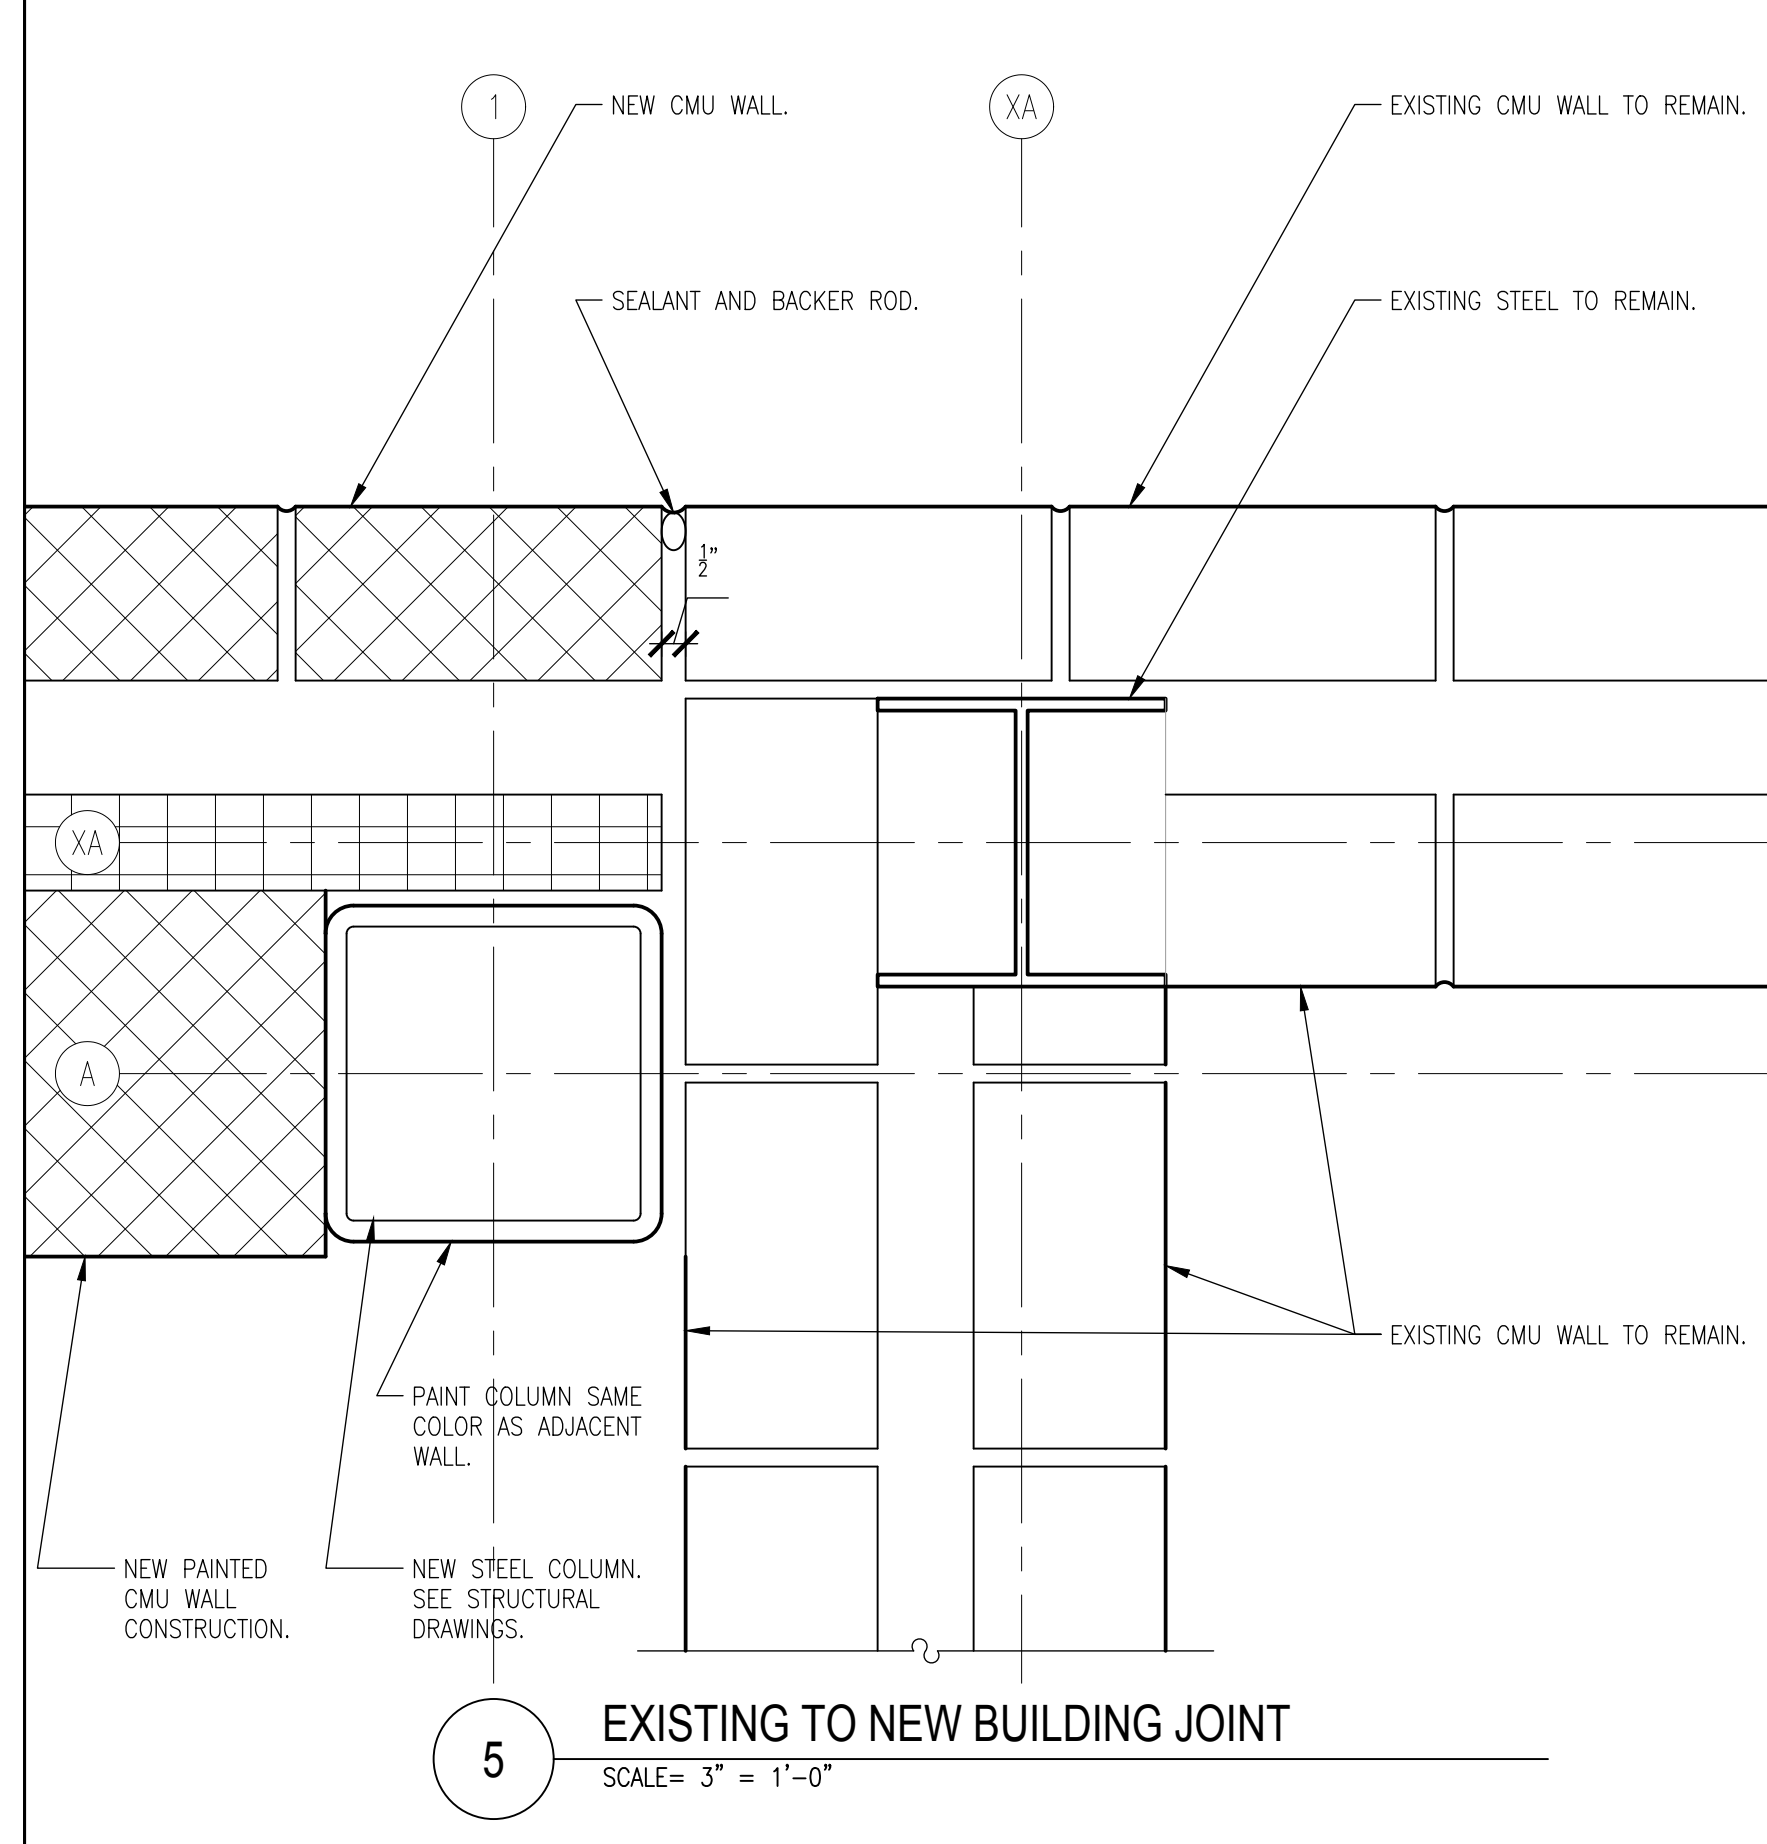 1
NEW CMU WALL.
XA
EXISTING CMU WALL TO REMAIN.
SEALANT AND BACKER ROD.
EXISTING STEEL TO REMAIN.
1/2"
XA
A
EXISTING CMU WALL TO REMAIN.
PAINT COLUMN SAME
COLOR AS ADJACENT
WALL.
NEW PAINTED
CMU WALL
CONSTRUCTION.
NEW STEEL COLUMN.
SEE STRUCTURAL
DRAWINGS.
5
EXISTING TO NEW BUILDING JOINT
SCALE= 3" = 1'-0"